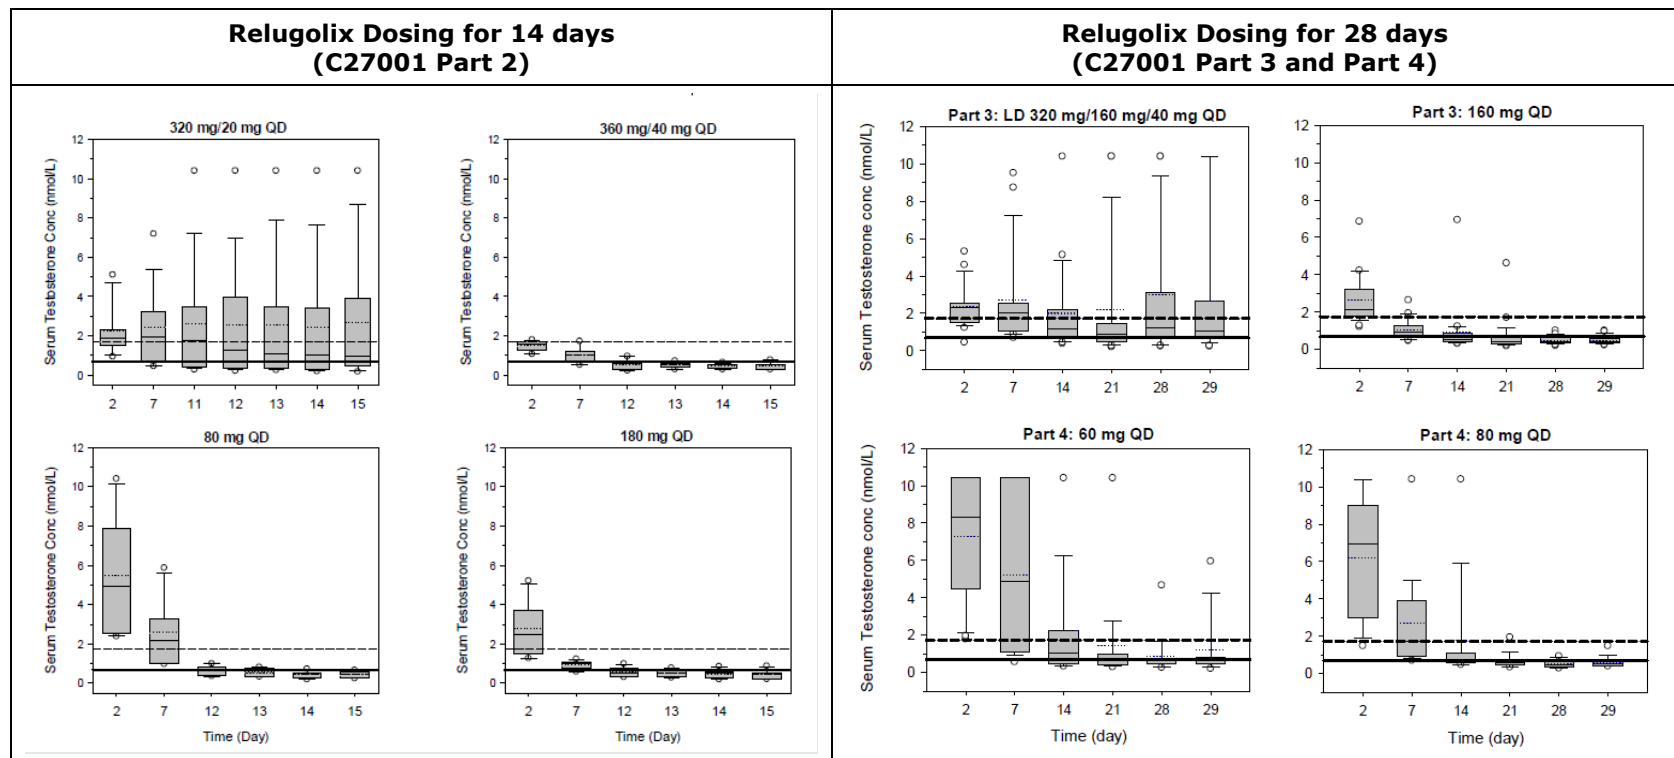 Relugolix Dosing for 14 days
(C27001 Part 2)
Relugolix Dosing for 28 days
(C27001 Part 3 and Part 4)
320 mg/20 mg QD
Serum Testosterone Conc (nmol/L)
12
10
8
6
4
2
0
2 7 11 12 13 14 15
360 mg/40 mg QD
Serum Testosterone Conc (nmol/L)
12
10
8
6
4
2
0
2 7 12 13 14 15
80 mg QD
Serum Testosterone Conc (nmol/L)
12
10
8
6
4
2
0
2 7 12 13 14 15
Time (Day)
180 mg QD
Serum Testosterone Conc (nmol/L)
12
10
8
6
4
2
0
2 7 12 13 14 15
Time (Day)
Part 3: LD 320 mg/160 mg/40 mg QD
Serum Testosterone conc (nmol/L)
12
10
8
6
4
2
0
2 7 14 21 28 29
Part 3: 160 mg QD
12
10
8
6
4
2
0
2 7 14 21 28 29
Part 4: 60 mg QD
Serum Testosterone conc (nmol/L)
12
10
8
6
4
2
0
2 7 14 21 28 29
Time (day)
Part 4: 80 mg QD
12
10
8
6
4
2
0
2 7 14 21 28 29
Time (day)